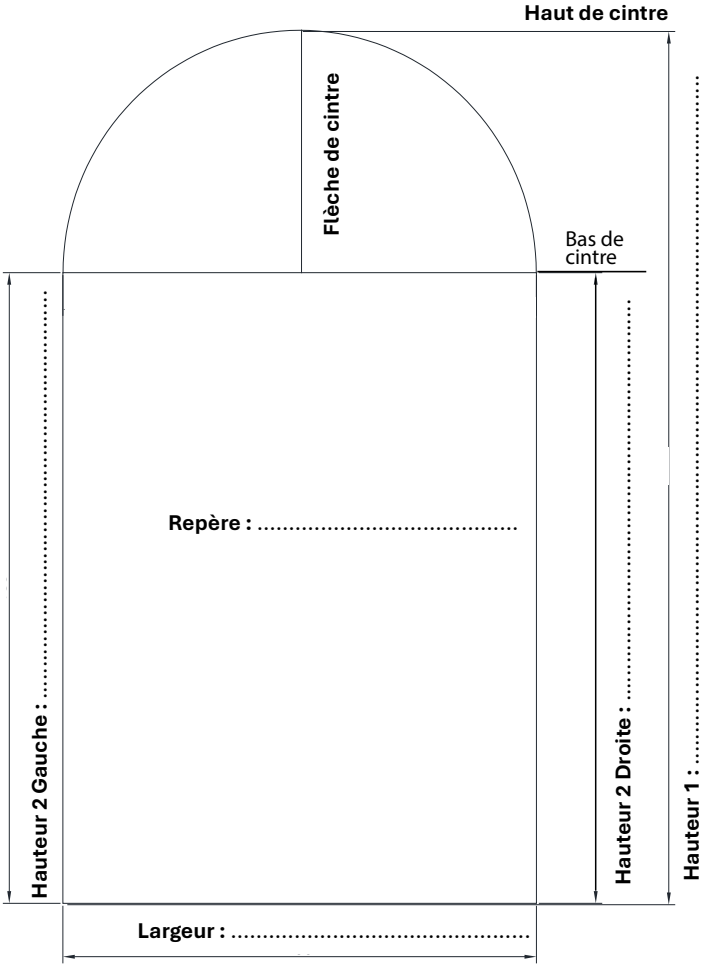 Haut de cintre
Flèche de cintre
Bas de
cintre
Repère : ..........................................
Hauteur 2 Gauche : ..................................................................
Hauteur 2 Droite : ................................................................
Hauteur 1 : ................................................................................................................
Largeur : ................................................